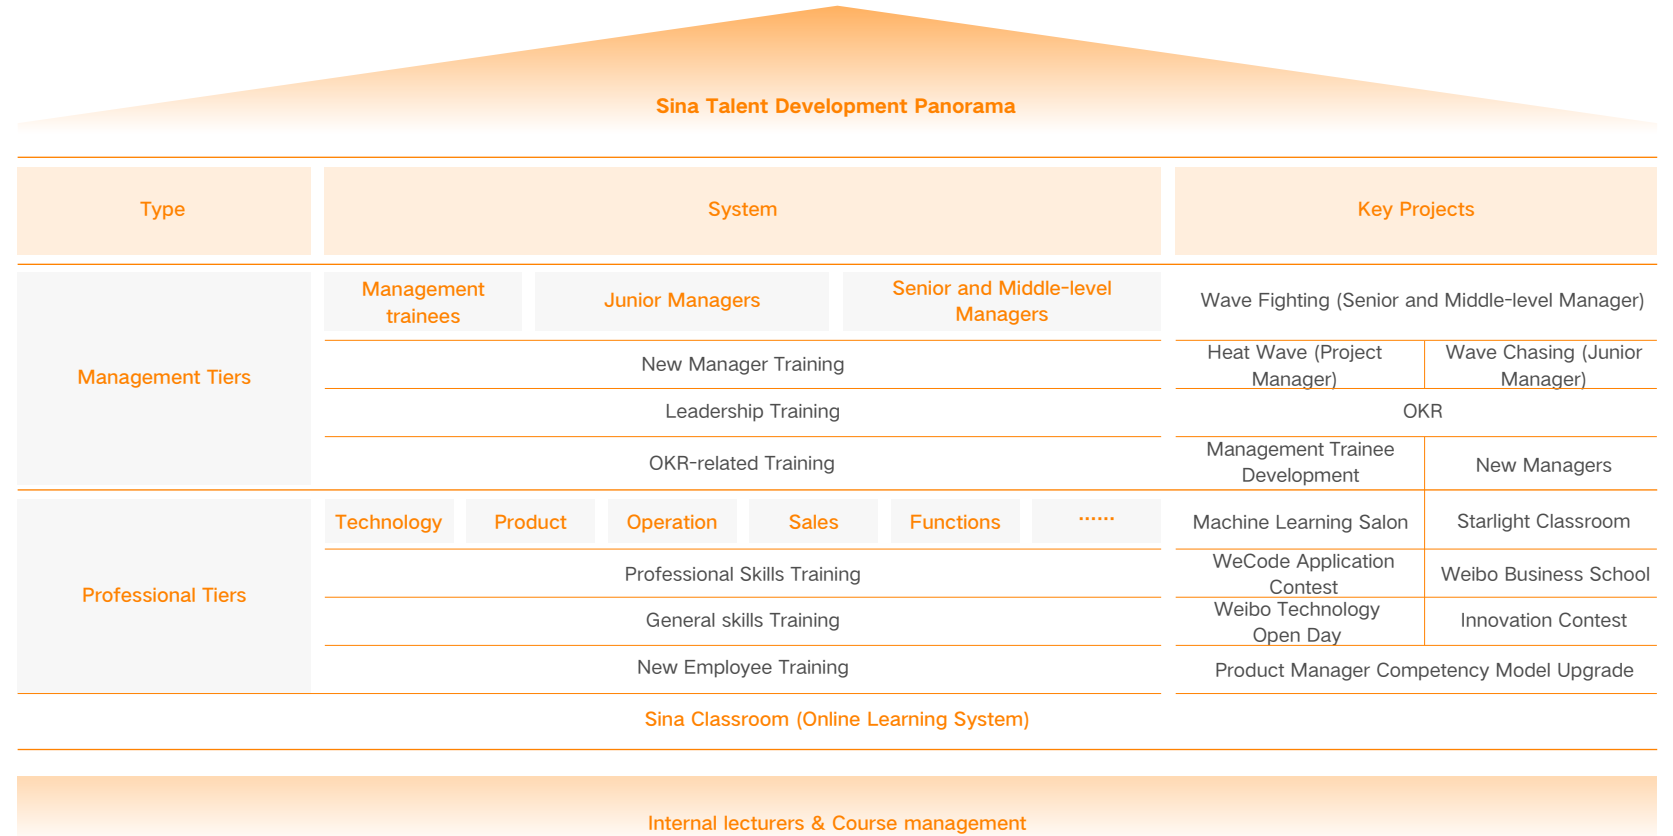 Sina Talent Development Panorama
Type
System
Key Projects
Management Tiers
Management
trainees
Junior Managers
Senior and Middle-level
Managers
New Manager Training
Leadership Training
OKR-related Training
Wave Fighting (Senior and Middle-level Manager)
Heat Wave (Project
Manager)
Wave Chasing (Junior
Manager)
OKR
Management Trainee
Development
New Managers
Professional Tiers
Technology
Product
Operation
Sales
Functions
······
Professional Skills Training
General skills Training
New Employee Training
Machine Learning Salon
Starlight Classroom
WeCode Application
Contest
Weibo Business School
Weibo Technology
Open Day
Innovation Contest
Product Manager Competency Model Upgrade
Sina Classroom (Online Learning System)
Internal lecturers & Course management